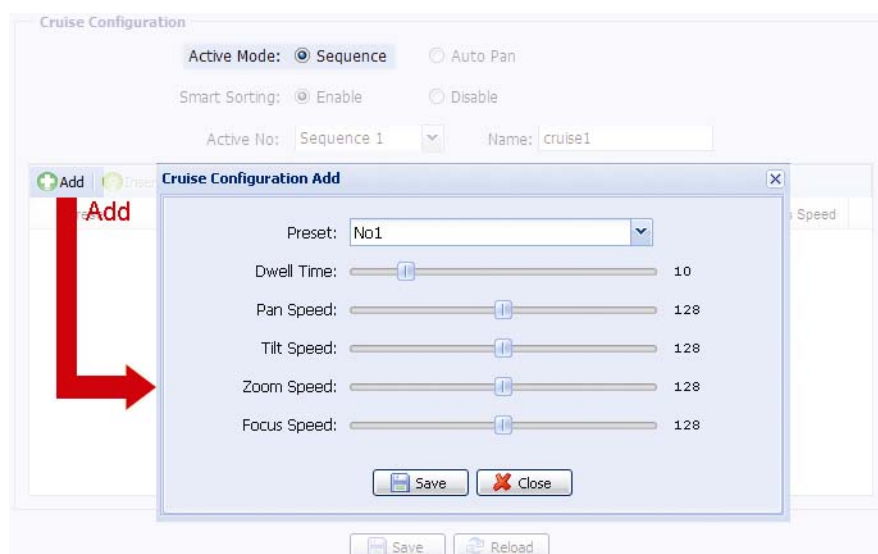 Cruise Configuration
Active Mode: Sequence Auto Pan
Smart Sorting: Enable Disable
Active No: Sequence 1 Name: cruise1
Add
Add
Speed
Cruise Configuration Add
Preset: No1
Dwell Time: 10
Pan Speed: 128
Tilt Speed: 128
Zoom Speed: 128
Focus Speed: 128
Save Close
Save Reload